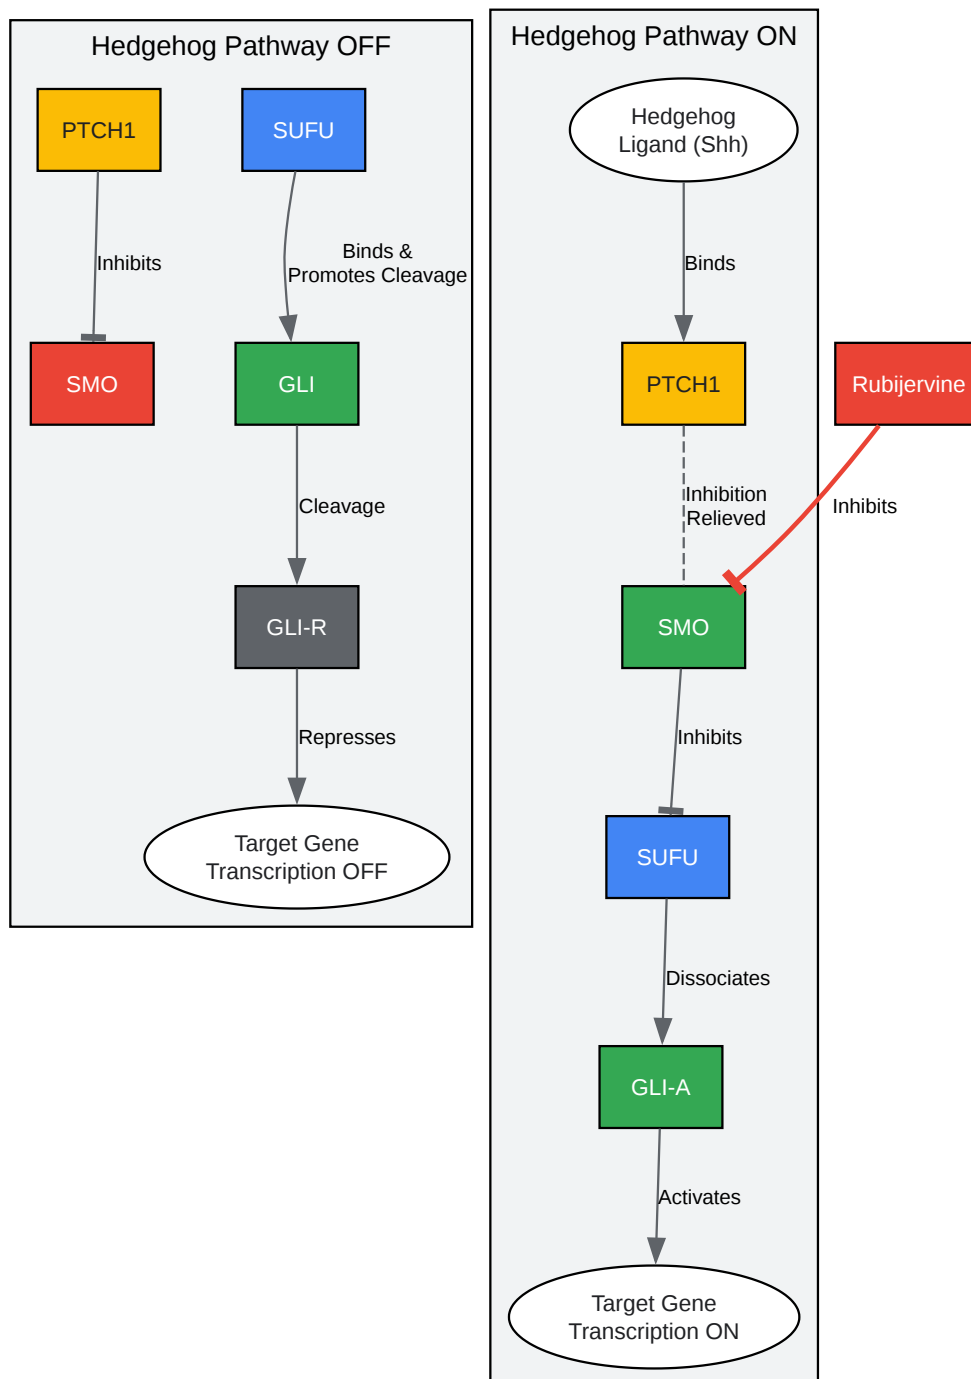 Hedgehog Pathway OFF
PTCH1
SUFU
Inhibits
Binds &
Promotes Cleavage
SMO
GLI
Cleavage
GLI-R
Represses
Target Gene
Transcription OFF
Hedgehog Pathway ON
Hedgehog
Ligand (Shh)
Binds
PTCH1
Rubijervine
Inhibition
Relieved
Inhibits
SMO
Inhibits
SUFU
Dissociates
GLI-A
Activates
Target Gene
Transcription ON